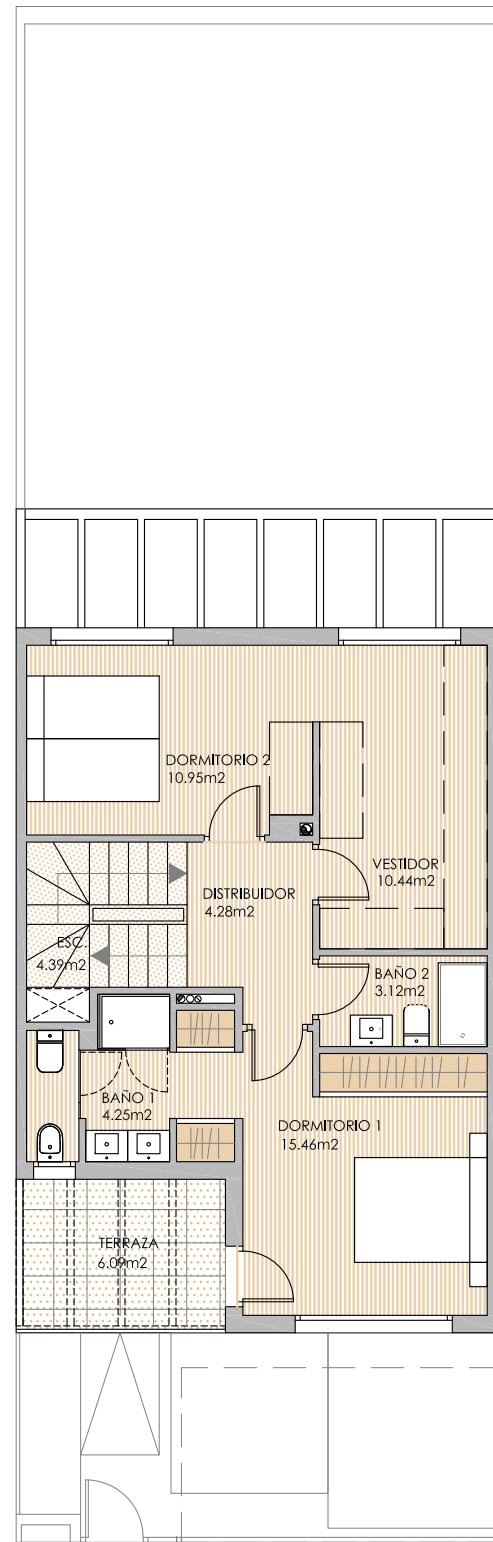 DORMITORIO 2
10.95m2
VESTIDOR
10.44m2
DISTRIBUIDOR
4.28m2
ESC.
4.39m2
BAÑO 2
3.12m2
BAÑO 1
4.25m2
DORMITORIO 1
15.46m2
TERRAZA
6.09m2